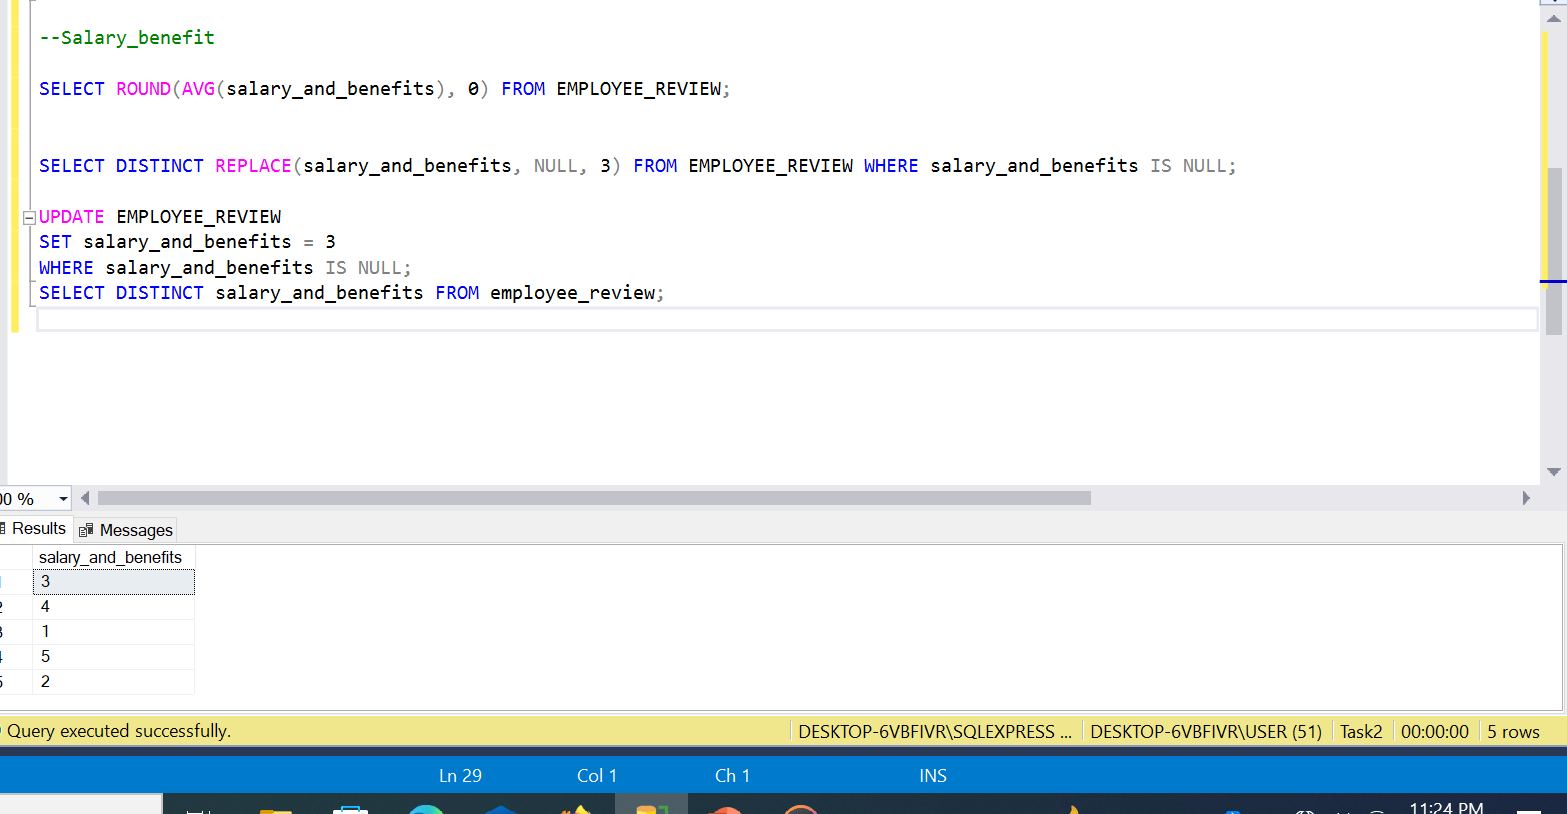 --Salary_benefit
SELECT ROUND(AVG(salary_and_benefits), 0) FROM EMPLOYEE_REVIEW;
SELECT DISTINCT REPLACE(salary_and_benefits, NULL, 3) FROM EMPLOYEE_REVIEW WHERE salary_and_benefits IS NULL;
UPDATE EMPLOYEE_REVIEW
SET salary_and_benefits = 3
WHERE salary_and_benefits IS NULL;
SELECT DISTINCT salary_and_benefits FROM employee_review;
00 %
Results Messages
salary_and_benefits
3
2 4
3 1
5
5 2
Query executed successfully. DESKTOP-6VBFIVR\SQLEXPRESS ... DESKTOP-6VBFIVR\USER (51) Task2 00:00:00 5 rows
Ln 29 Col 1 Ch 1 INS
11:24 PM